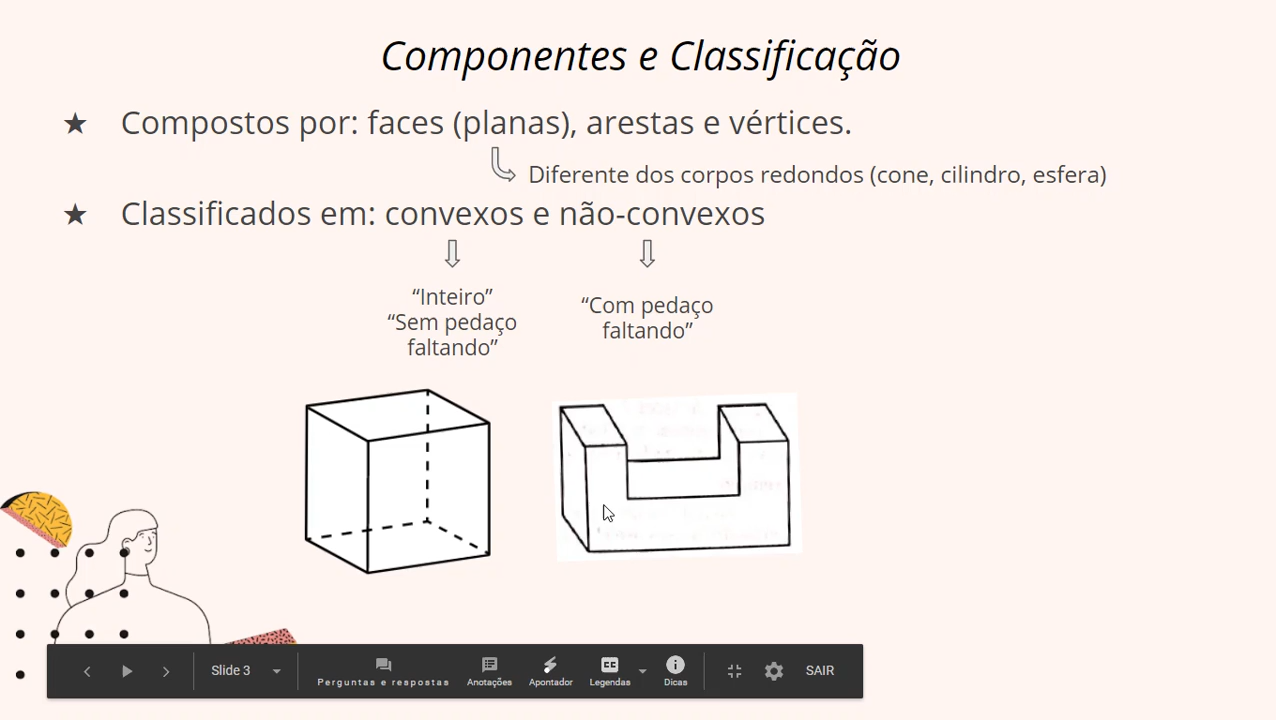 Componentes e Classificação
★ Compostos por: faces (planas), arestas e vértices.
Diferente dos corpos redondos (cone, cilindro, esfera)
★ Classificados em: convexos e não-convexos
“Inteiro”
“Sem pedaço
faltando”
“Com pedaço
faltando”
Slide 3
Perguntas e respostas
Anotações
Apontador
CC
Legendas
Dicas
SAIR